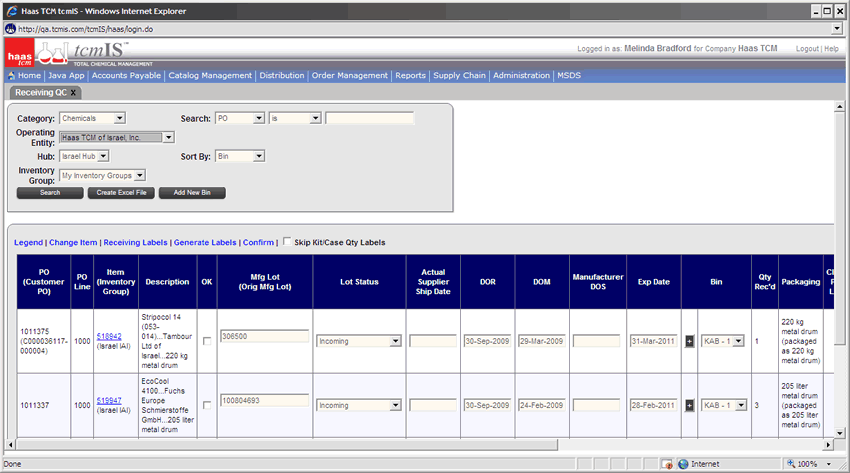 Haas TCM tcmIS - Windows Internet Explorer
http://qa.tcmis.com/tcmIS/haas/login.do
haas tcm
tcmIS™
TOTAL CHEMICAL MANAGEMENT
Logged in as: Melinda Bradford for Company Haas TCM
Logout | Help
Home | Java App | Accounts Payable | Catalog Management | Distribution | Order Management | Reports | Supply Chain | Administration | MSDS
Receiving QC X
Category: Chemicals Search: PO is
Operating Entity: Haas TCM of Israel, Inc.
Hub: Israel Hub Sort By: Bin
Inventory Group: My Inventory Groups
Search Create Excel File Add New Bin
Legend | Change Item | Receiving Labels | Generate Labels | Confirm | Skip Kit/Case Qty Labels
PO (Customer PO)
PO Line
Item (Inventory Group)
Description
OK
Mfg Lot (Orig Mfg Lot)
Lot Status
Actual Supplier Ship Date
DOR
DOM
Manufacturer DOS
Exp Date
Bin
Qty Rec'd
Packaging
1011375 (C000036117-000004)
1000
518942 (Israel IAI)
Stripocol 14 (053-014)...Tambour Ltd of Israel...220 kg metal drum
306500
Incoming
30-Sep-2009
29-Mar-2009
31-Mar-2011
+
KAB - 1
1
220 kg metal drum (packaged as 220 kg metal drum)
1011337
1000
519947 (Israel IAI)
EcoCool 4100...Fuchs Europe Schmierstoffe GmbH...205 liter metal drum
100804693
Incoming
30-Sep-2009
24-Feb-2009
28-Feb-2011
+
KAB - 1
3
205 liter metal drum (packaged as 205 liter metal drum)
Done
Internet
100%